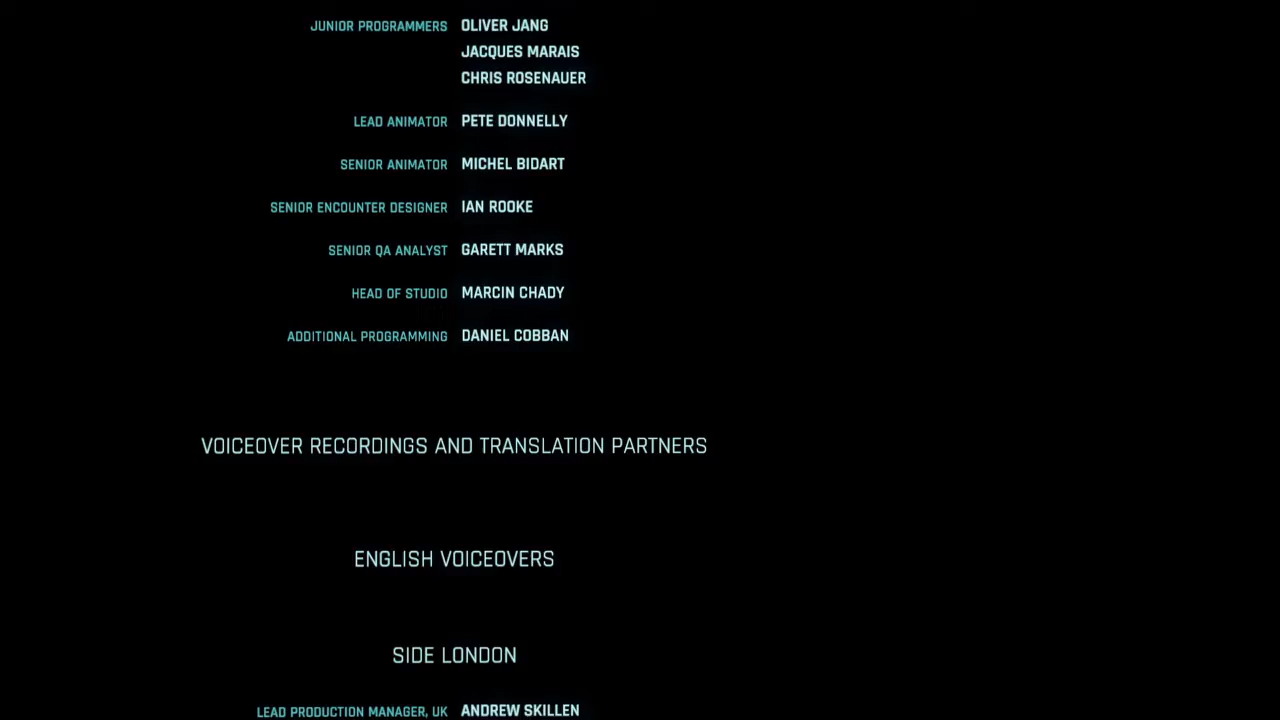 JUNIOR PROGRAMMERS OLIVER JANG
JACQUES MARAIS
CHRIS ROSENAUER
LEAD ANIMATOR PETE DONNELLY
SENIOR ANIMATOR MICHEL BIDART
SENIOR ENCOUNTER DESIGNER IAN ROOKE
SENIOR QA ANALYST GARETT MARKS
HEAD OF STUDIO MARCIN CHADY
ADDITIONAL PROGRAMMING DANIEL COBBAN
VOICEOVER RECORDINGS AND TRANSLATION PARTNERS
ENGLISH VOICEOVERS
SIDE LONDON
LEAD PRODUCTION MANAGER, UK ANDREW SKILLEN